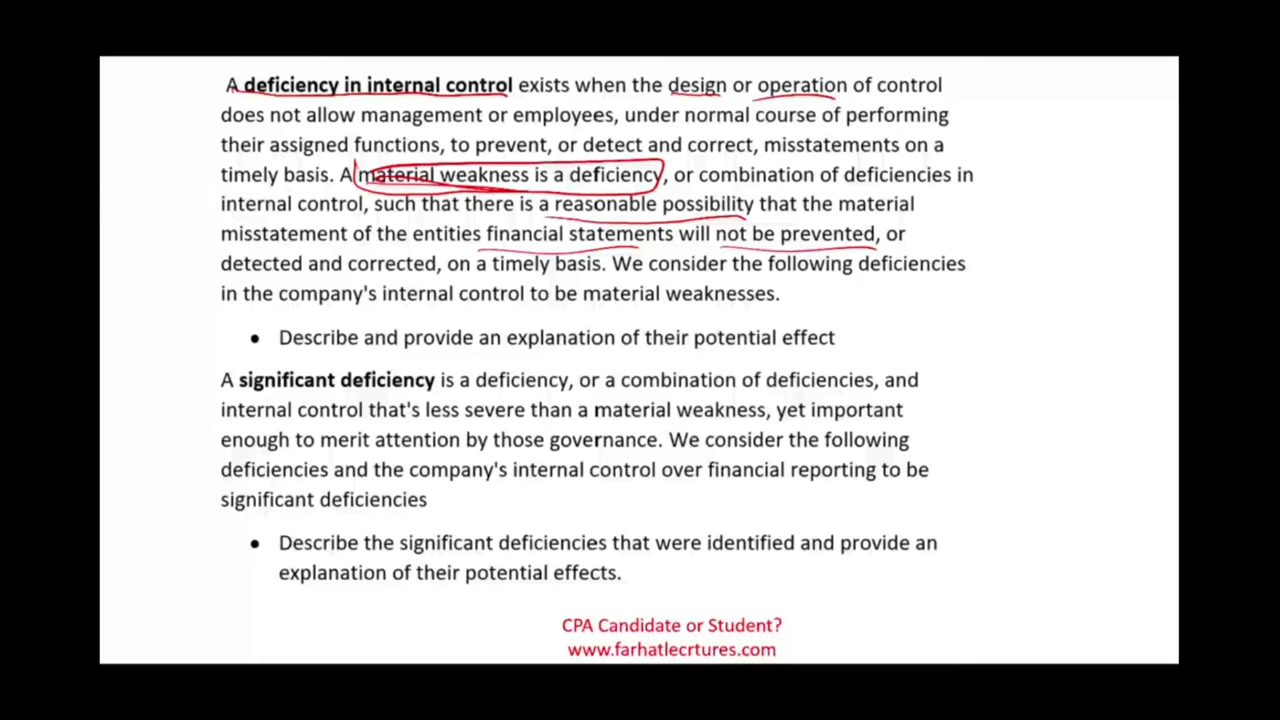 A deficiency in internal control exists when the design or operation of control
does not allow management or employees, under normal course of performing
their assigned functions, to prevent, or detect and correct, misstatements on a
timely basis. A material weakness is a deficiency, or combination of deficiencies in
internal control, such that there is a reasonable possibility that the material
misstatement of the entities financial statements will not be prevented, or
detected and corrected, on a timely basis. We consider the following deficiencies
in the company's internal control to be material weaknesses.
• Describe and provide an explanation of their potential effect
A significant deficiency is a deficiency, or a combination of deficiencies, and
internal control that's less severe than a material weakness, yet important
enough to merit attention by those governance. We consider the following
deficiencies and the company's internal control over financial reporting to be
significant deficiencies
• Describe the significant deficiencies that were identified and provide an
explanation of their potential effects.
CPA Candidate or Student?
www.farhatlecrtures.com